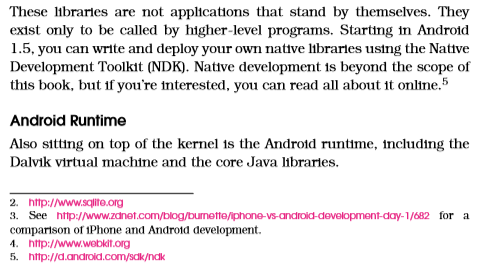 These libraries are not applications that stand by themselves. They
exist only to be called by higher-level programs. Starting in Android
1.5, you can write and deploy your own native libraries using the Native
Development Toolkit (NDK). Native development is beyond the scope of
this book, but if you're interested, you can read all about it online.5
Android Runtime
Also sitting on top of the kernel is the Android runtime, including the
Dalvik virtual machine and the core Java libraries.
2. http://www.sqlite.org
3. See http://www.zdnet.com/blog/burnette/iphone-vs-android-development-day-1/682 for a
comparison of iPhone and Android development.
4. http://www.webkit.org
5. http://d.android.com/sdk/ndk